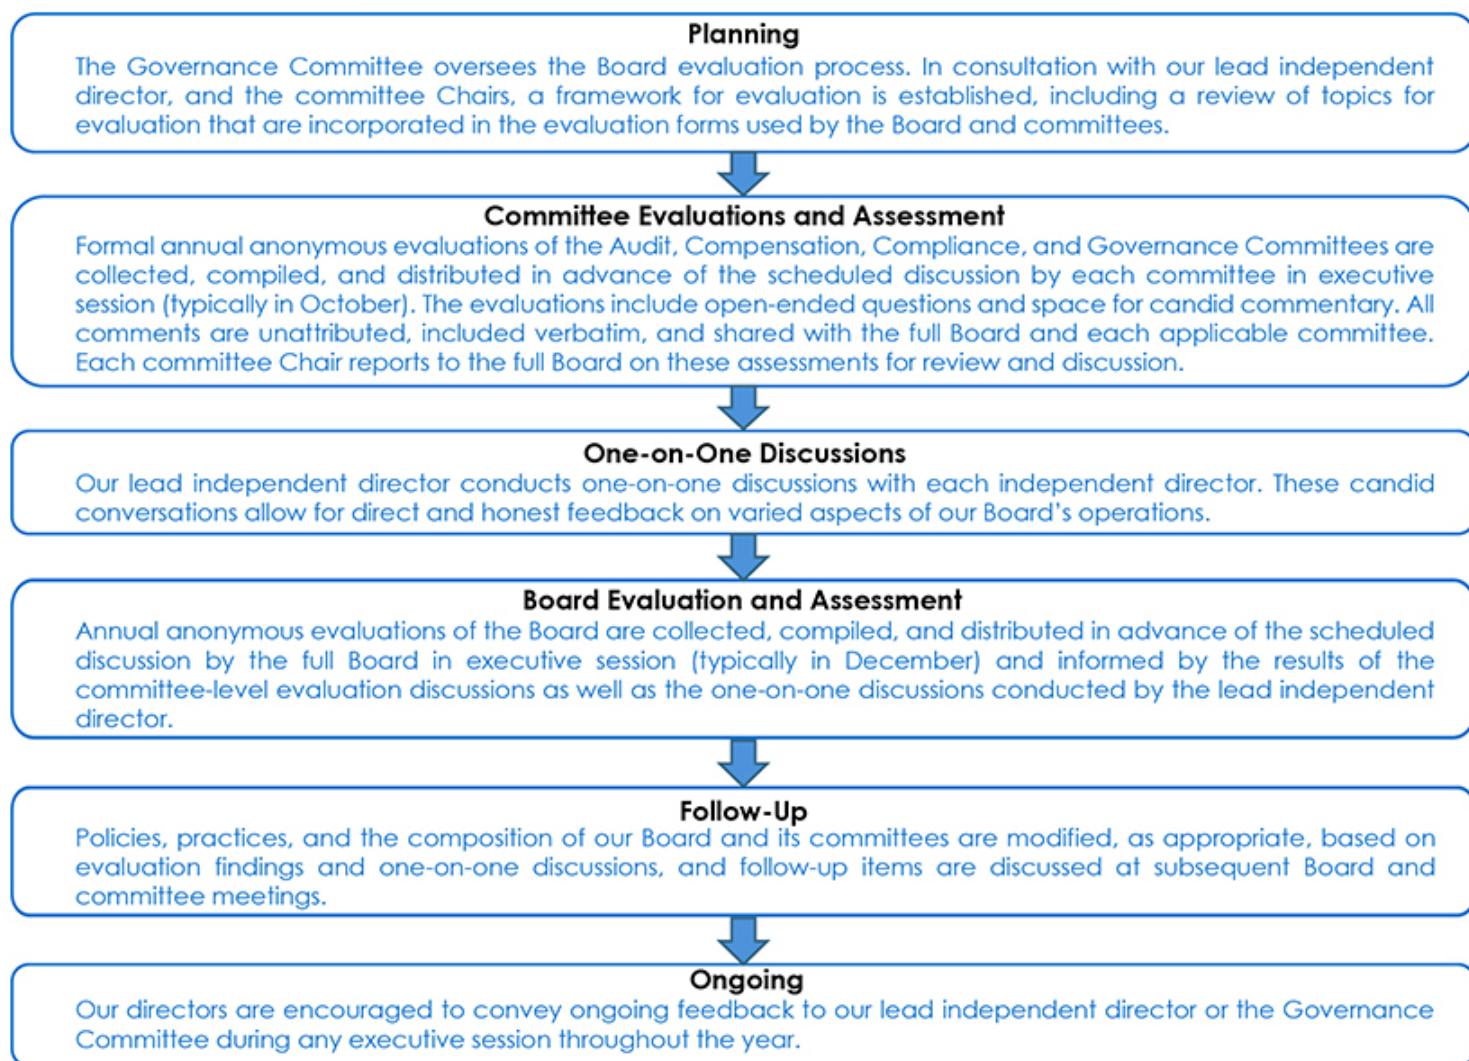 Planning
The Governance Committee oversees the Board evaluation process. In consultation with our lead independent
director, and the committee Chairs, a framework for evaluation is established, including a review of topics for
evaluation that are incorporated in the evaluation forms used by the Board and committees.
Committee Evaluations and Assessment
Formal annual anonymous evaluations of the Audit, Compensation, Compliance, and Governance Committees are
collected, compiled, and distributed in advance of the scheduled discussion by each committee in executive
session (typically in October). The evaluations include open-ended questions and space for candid commentary. All
comments are unattributed, included verbatim, and shared with the full Board and each applicable committee.
Each committee Chair reports to the full Board on these assessments for review and discussion.
One-on-One Discussions
Our lead independent director conducts one-on-one discussions with each independent director. These candid
conversations allow for direct and honest feedback on varied aspects of our Board's operations.
Board Evaluation and Assessment
Annual anonymous evaluations of the Board are collected, compiled, and distributed in advance of the scheduled
discussion by the full Board in executive session (typically in December) and informed by the results of the
committee-level evaluation discussions as well as the one-on-one discussions conducted by the lead independent
director.
Follow-Up
Policies, practices, and the composition of our Board and its committees are modified, as appropriate, based on
evaluation findings and one-on-one discussions, and follow-up items are discussed at subsequent Board and
committee meetings.
Ongoing
Our directors are encouraged to convey ongoing feedback to our lead independent director or the Governance
Committee during any executive session throughout the year.